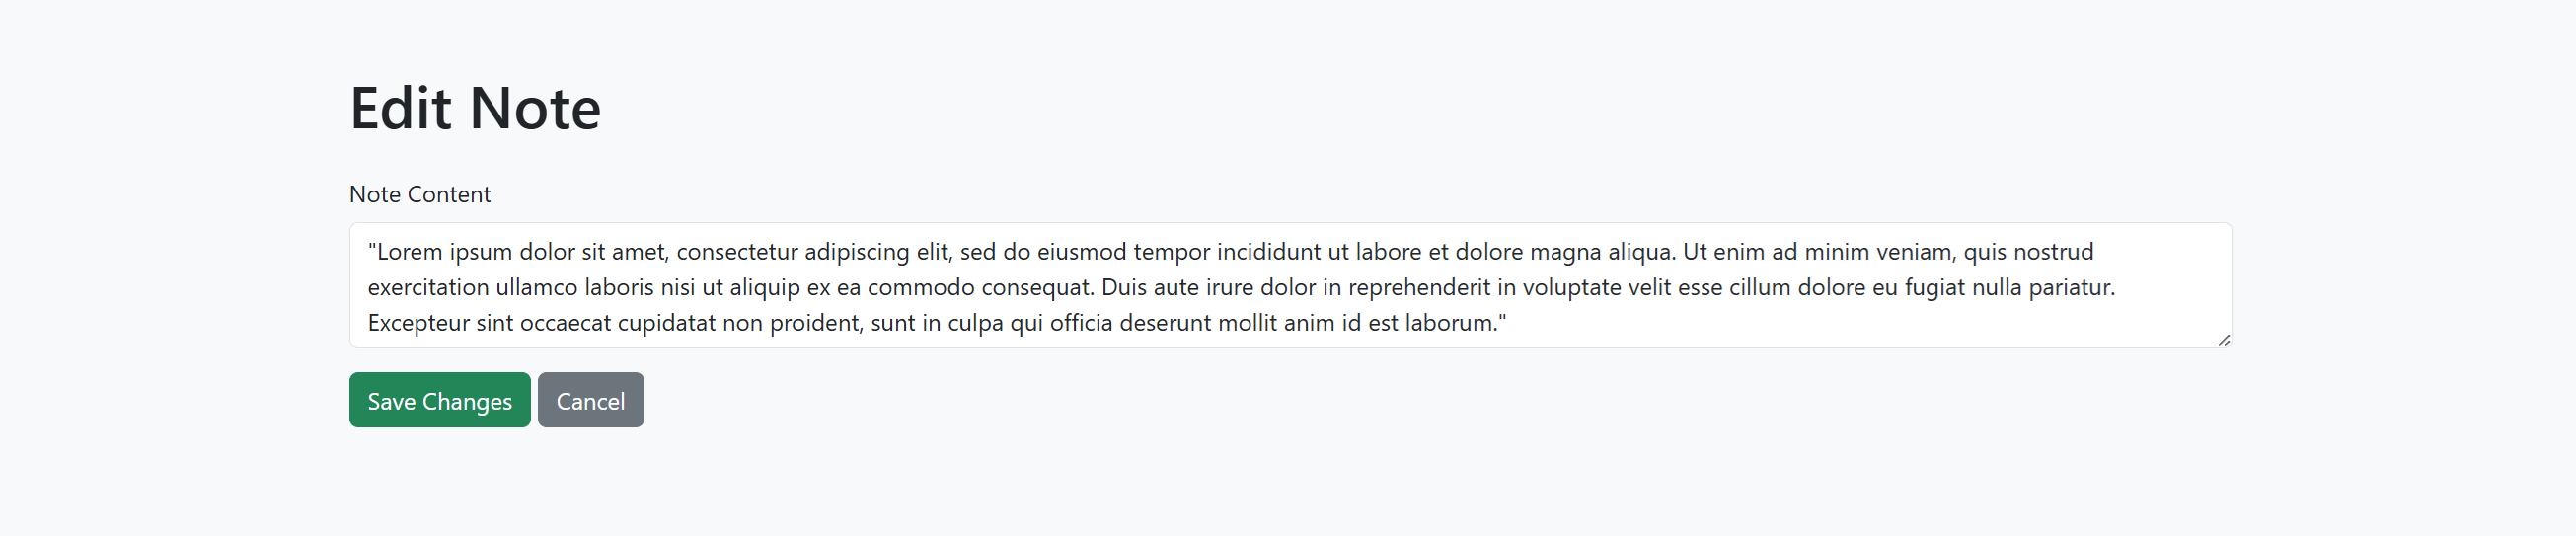 Edit Note
Note Content
"Lorem ipsum dolor sit amet, consectetur adipiscing elit, sed do eiusmod tempor incididunt ut labore et dolore magna aliqua. Ut enim ad minim veniam, quis nostrud
exercitation ullamco laboris nisi ut aliquip ex ea commodo consequat. Duis aute irure dolor in reprehenderit in voluptate velit esse cillum dolore eu fugiat nulla pariatur.
Excepteur sint occaecat cupidatat non proident, sunt in culpa qui officia deserunt mollit anim id est laborum."
Save Changes Cancel